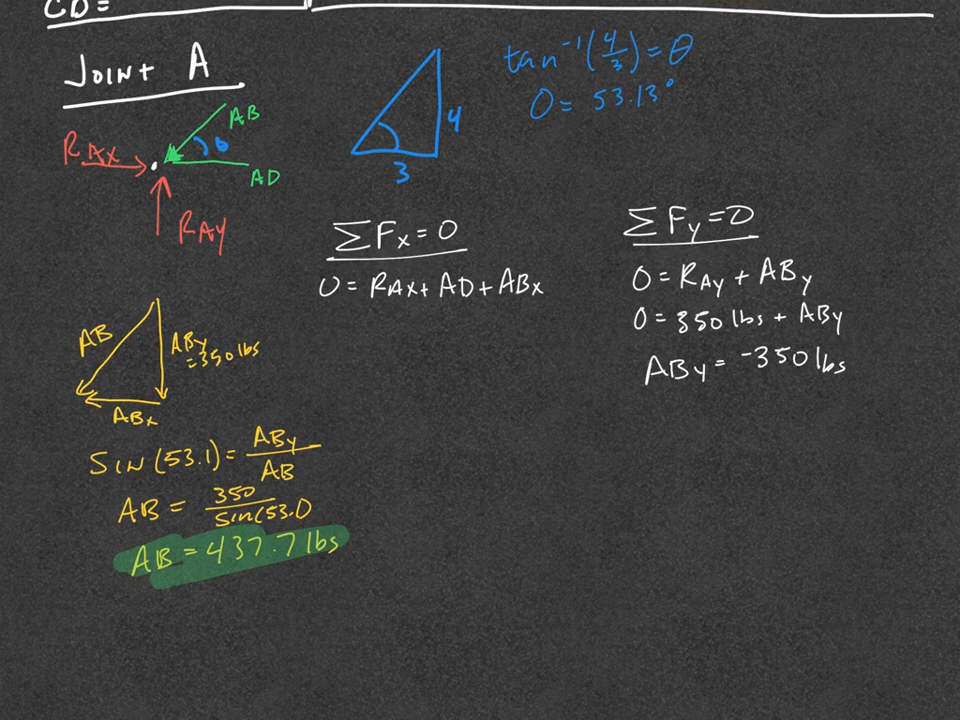 CD=
JOINT A
tan⁻¹(4/3)=θ
θ= 53.13°
AB
θ
RAX
AD
RAY
4
3
ΣFx=0
0= RAX+ AD+ABx
ΣFy=0
0= RAy + ABy
0= 350 lbs + ABy
ABy = -350 lbs
AB
ABy
=350 lbs
ABx
Sin (53.1)= ABy/AB
AB = 350/Sin(53.1)
AB = 437.7 lbs